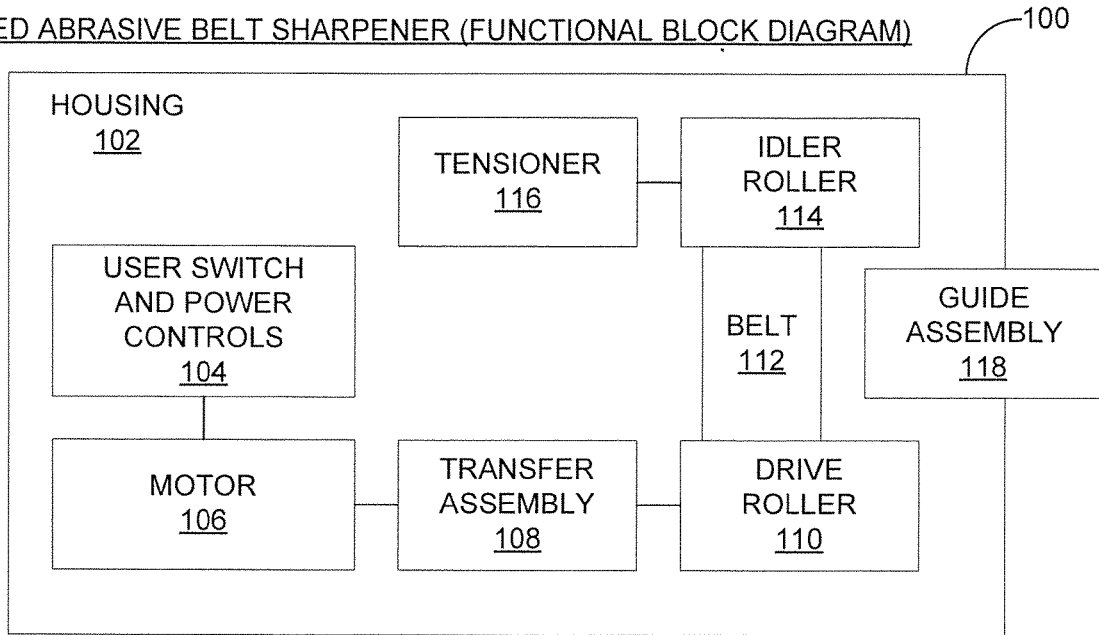 ED ABRASIVE BELT SHARPENER (FUNCTIONAL BLOCK DIAGRAM)
100
HOUSING
102
TENSIONER
116
IDLER
ROLLER
114
USER SWITCH
AND POWER
CONTROLS
104
BELT
112
GUIDE
ASSEMBLY
118
MOTOR
106
TRANSFER
ASSEMBLY
108
DRIVE
ROLLER
110